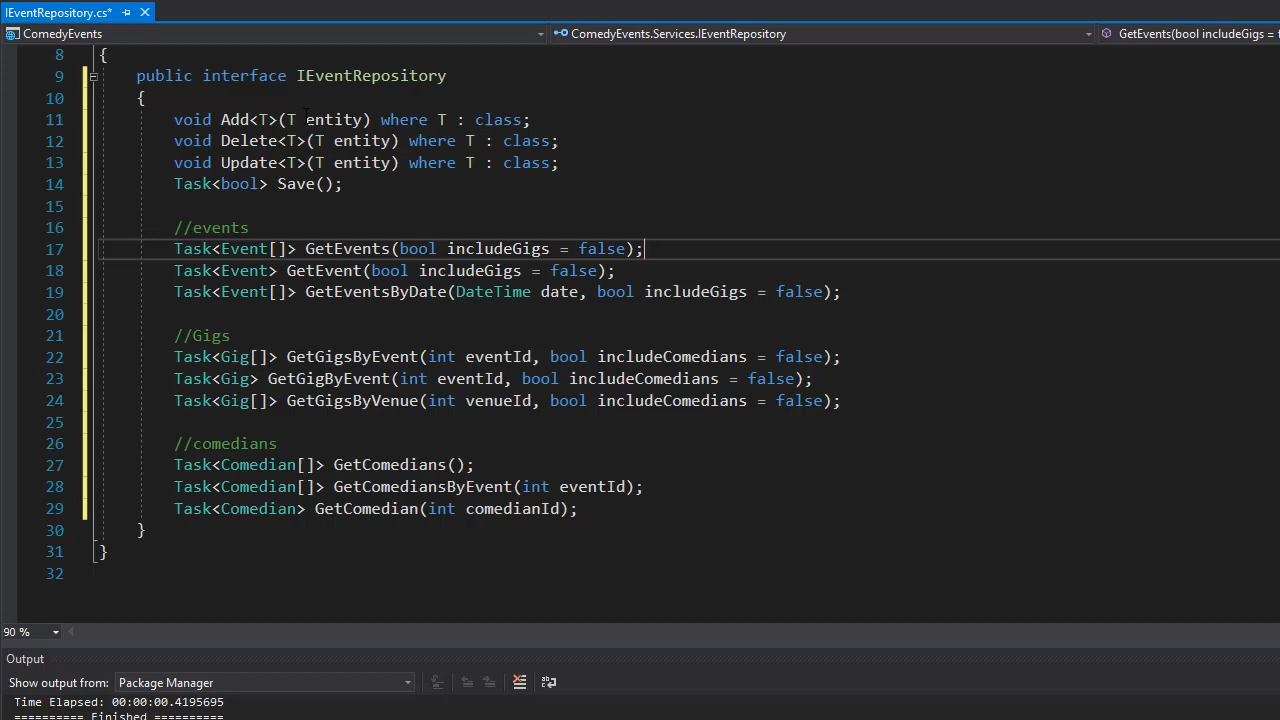 IEventRepository.cs*
ComedyEvents ComedyEvents.Services.IEventRepository GetEvents(bool includeGigs = f
8 {
9 public interface IEventRepository
10 {
11 void Add<T>(T entity) where T : class;
12 void Delete<T>(T entity) where T : class;
13 void Update<T>(T entity) where T : class;
14 Task<bool> Save();
15
16 //events
17 Task<Event[]> GetEvents(bool includeGigs = false);
18 Task<Event> GetEvent(bool includeGigs = false);
19 Task<Event[]> GetEventsByDate(DateTime date, bool includeGigs = false);
20
21 //Gigs
22 Task<Gig[]> GetGigsByEvent(int eventId, bool includeComedians = false);
23 Task<Gig> GetGigByEvent(int eventId, bool includeComedians = false);
24 Task<Gig[]> GetGigsByVenue(int venueId, bool includeComedians = false);
25
26 //comedians
27 Task<Comedian[]> GetComedians();
28 Task<Comedian[]> GetComediansByEvent(int eventId);
29 Task<Comedian> GetComedian(int comedianId);
30 }
31 }
32
90 %
Output
Show output from: Package Manager
Time Elapsed: 00:00:00.4195695
========== Finished ==========